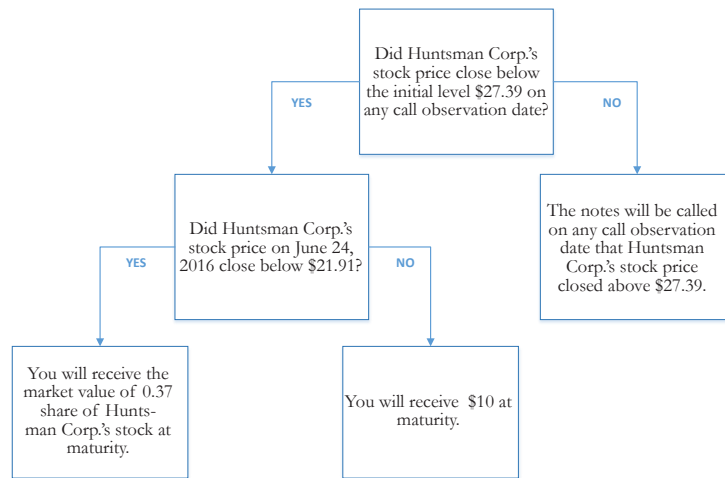 Did Huntsman Corp.'s
stock price close below
the initial level $27.39 on
any call observation date?
YES
NO
Did Huntsman Corp.'s
stock price on June 24,
2016 close below $21.91?
The notes will be called
on any call observation
date that Huntsman
Corp.'s stock price
closed above $27.39.
YES
NO
You will receive the
market value of 0.37
share of Hunts-
man Corp.'s stock at
maturity.
You will receive $10 at
maturity.